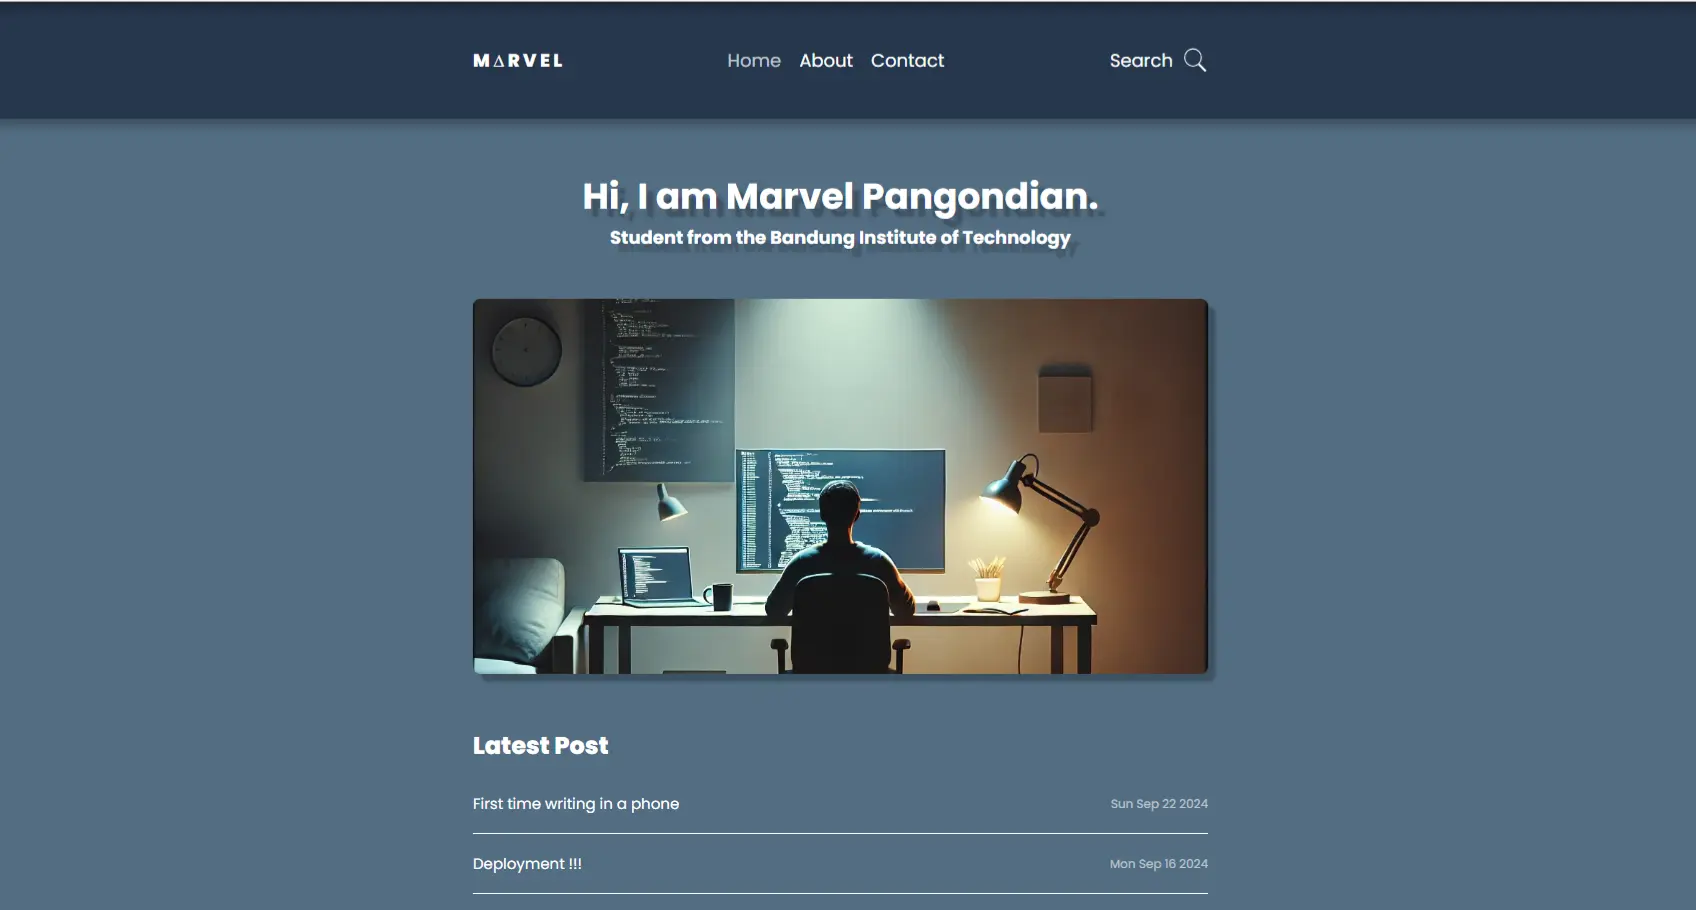 MΔRVEL
Home About Contact
Search
Hi, I am Marvel Pangondian.
Student from the Bandung Institute of Technology
Latest Post
First time writing in a phone Sun Sep 22 2024
Deployment !!! Mon Sep 16 2024